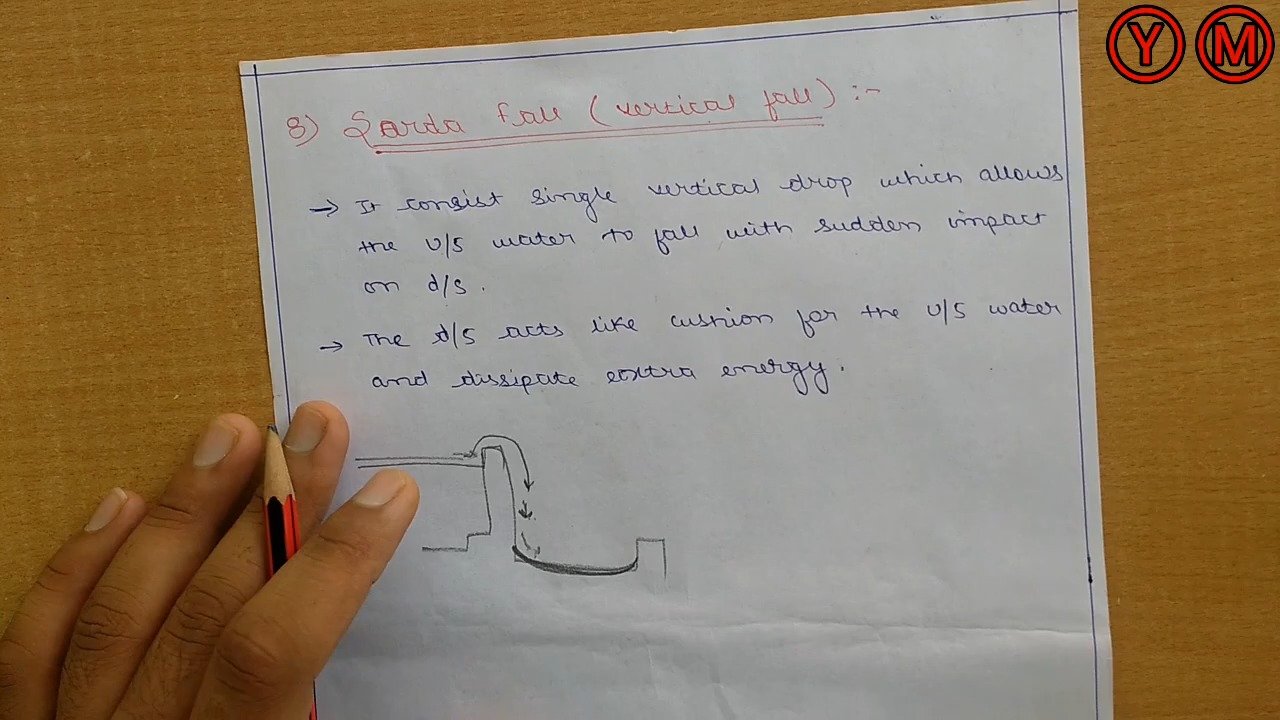 Y M
8) Sarda fall (vertical fall) :-
→ It consist single vertical drop which allows
the U/S water to fall with sudden impact
on d/s.
→ The d/s acts like cushion for the U/S water
and dissipate extra energy.